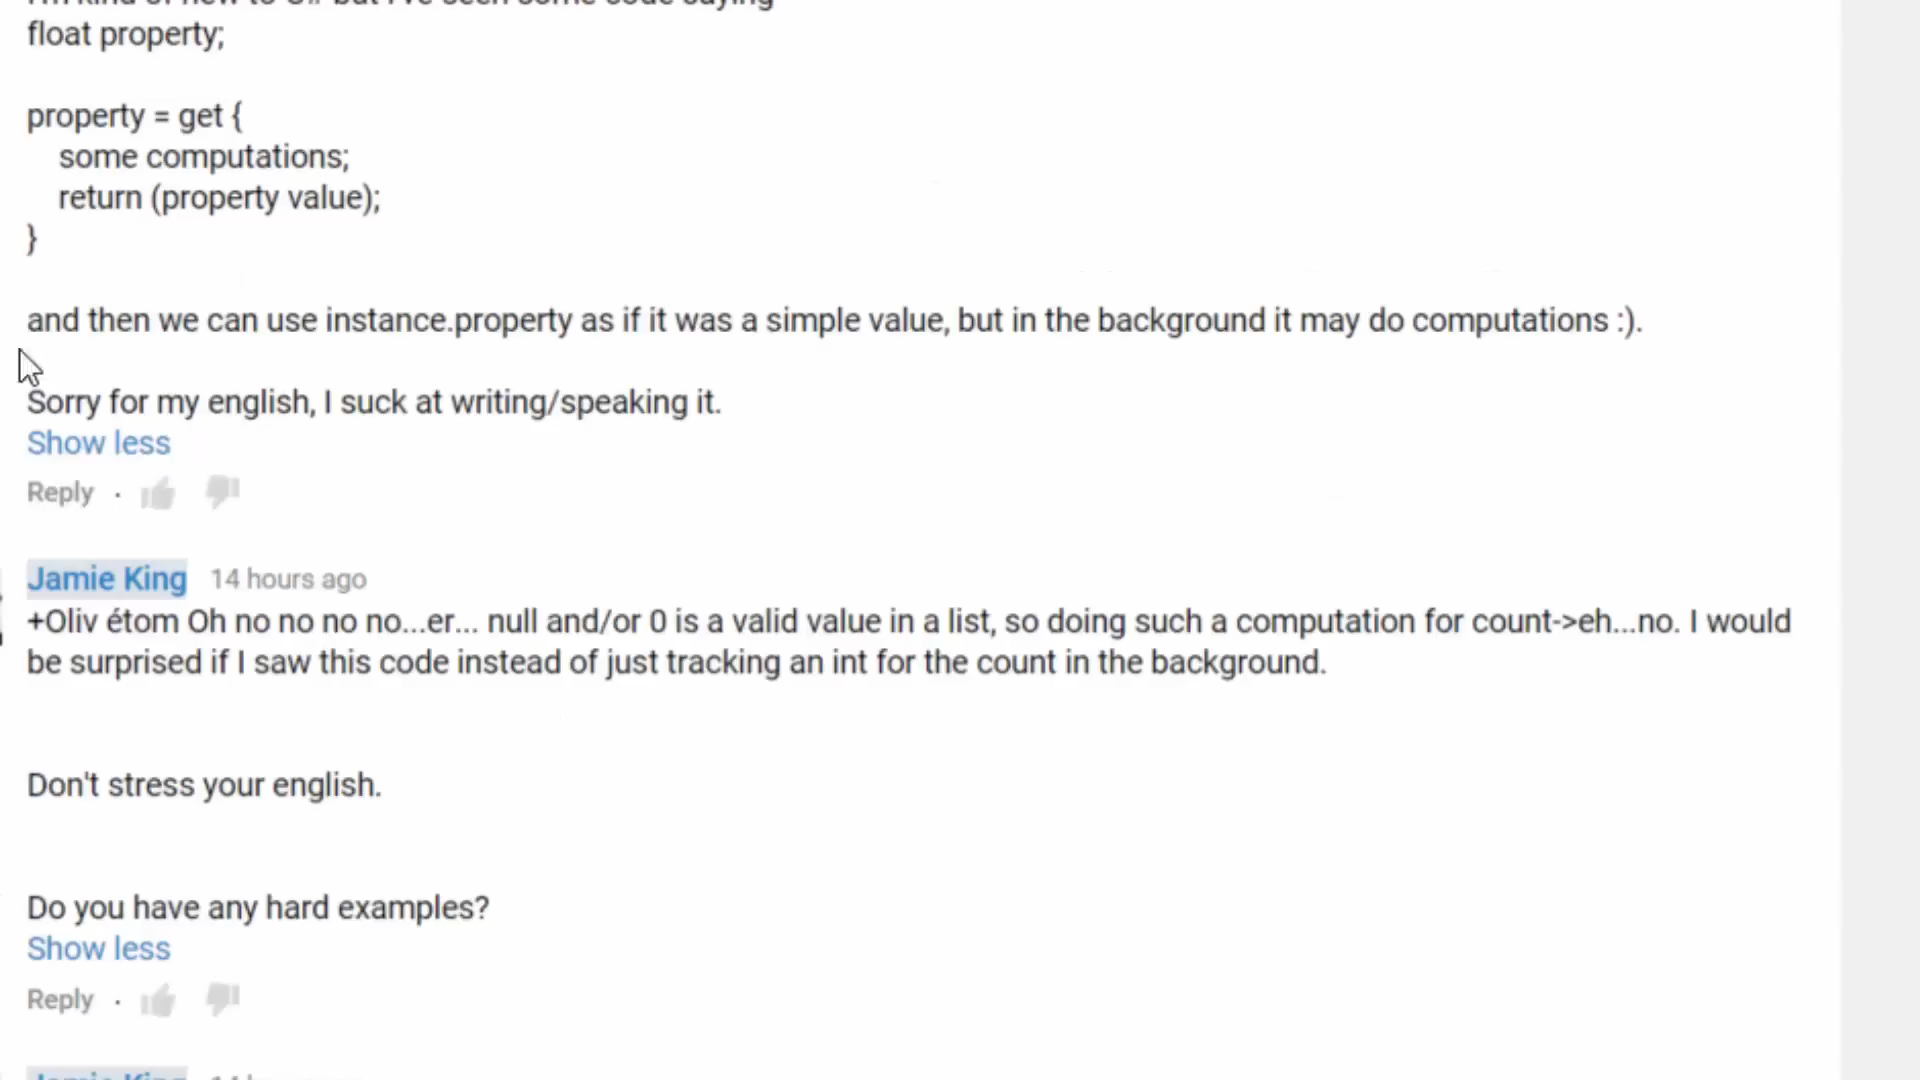 float property;
property = get {
some computations;
return (property value);
}
and then we can use instance.property as if it was a simple value, but in the background it may do computations :).
Sorry for my english, I suck at writing/speaking it.
Show less
Reply ·
Jamie King 14 hours ago
+Oliv étom Oh no no no no...er... null and/or 0 is a valid value in a list, so doing such a computation for count->eh...no. I would
be surprised if I saw this code instead of just tracking an int for the count in the background.
Don't stress your english.
Do you have any hard examples?
Show less
Reply ·